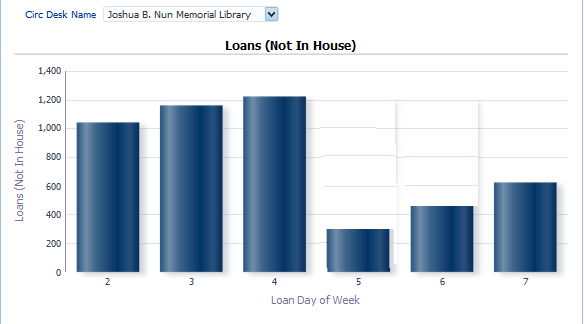 Circ Desk Name Joshua B. Nun Memorial Library
Loans (Not In House)
Loans (Not In House)
1,400
1,200
1,000
800
600
400
200
0
2 3 4 5 6 7
Loan Day of Week